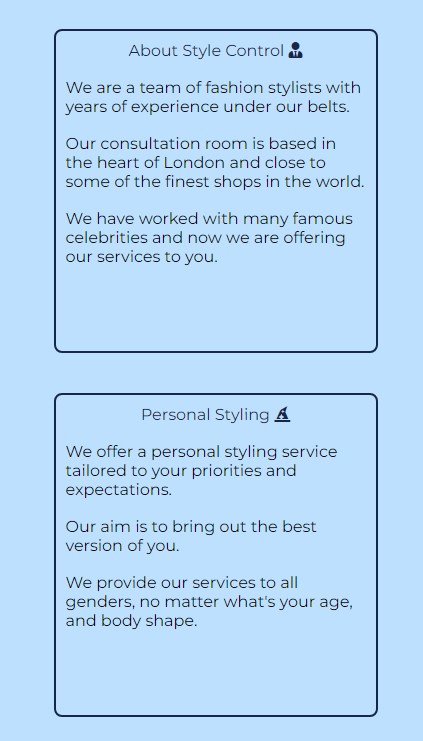 About Style Control
We are a team of fashion stylists with
years of experience under our belts.
Our consultation room is based in
the heart of London and close to
some of the finest shops in the world.
We have worked with many famous
celebrities and now we are offering
our services to you.
Personal Styling
We offer a personal styling service
tailored to your priorities and
expectations.
Our aim is to bring out the best
version of you.
We provide our services to all
genders, no matter what's your age,
and body shape.